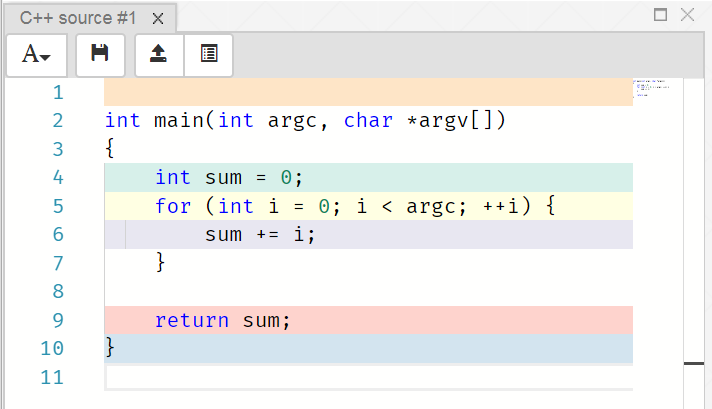 C++ source #1 X
A
1
2 int main(int argc, char *argv[])
3 {
4     int sum = 0;
5     for (int i = 0; i < argc; ++i) {
6         sum += i;
7     }
8
9     return sum;
10 }
11